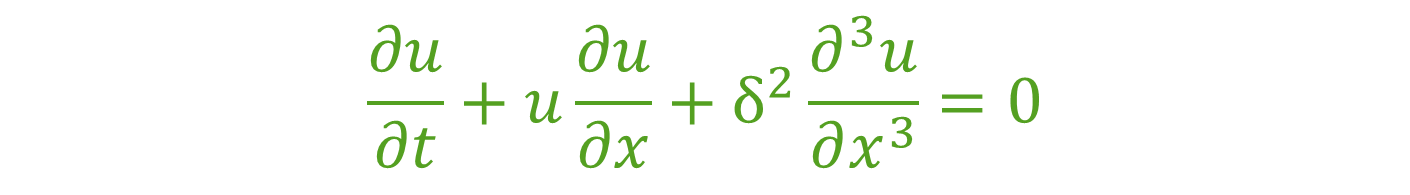 ∂u/∂t + u ∂u/∂x + δ² ∂³u/∂x³ = 0